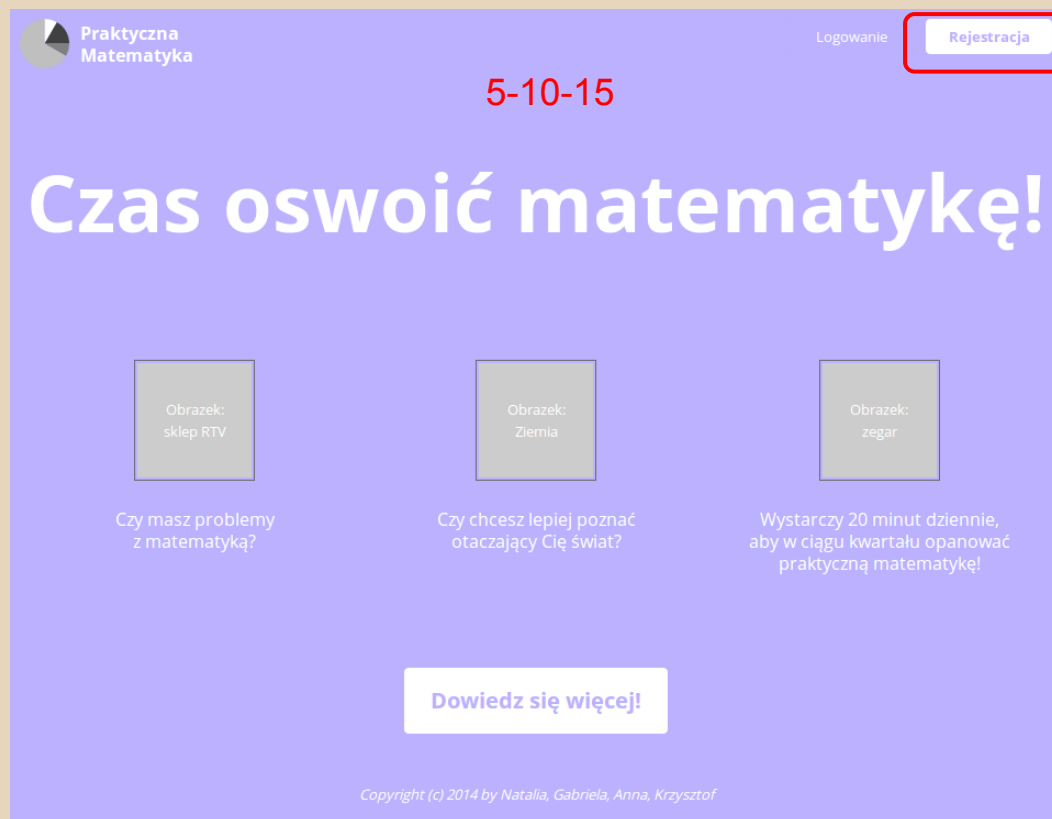 Praktyczna
Matematyka
Logowanie
Rejestracja
5-10-15
Czas oswoić matematykę!
Obrazek:
sklep RTV
Obrazek:
Ziemia
Obrazek:
zegar
Czy masz problemy
z matematyką?
Czy chcesz lepiej poznać
otaczający Cię świat?
Wystarczy 20 minut dziennie,
aby w ciągu kwartału opanować
praktyczną matematykę!
Dowiedz się więcej!
Copyright (c) 2014 by Natalia, Gabriela, Anna, Krzysztof